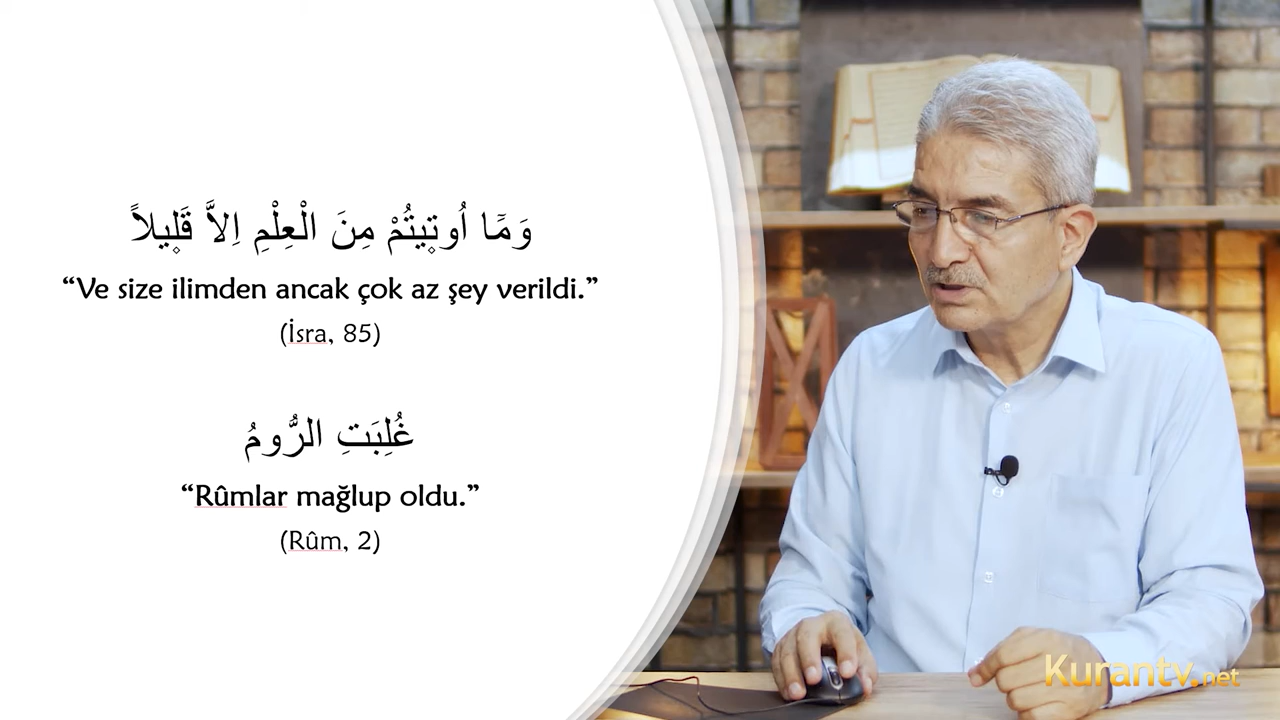 وَمَٓا اُو۫ت۪يتُمْ مِنَ الْعِلْمِ اِلاَّ قَل۪يلاً
“Ve size ilimden ancak çok az şey verildi.”
(İsra, 85)
غُلِبَتِ الرُّومُ
“Rûmlar mağlup oldu.”
(Rûm, 2)
Kurantv.net